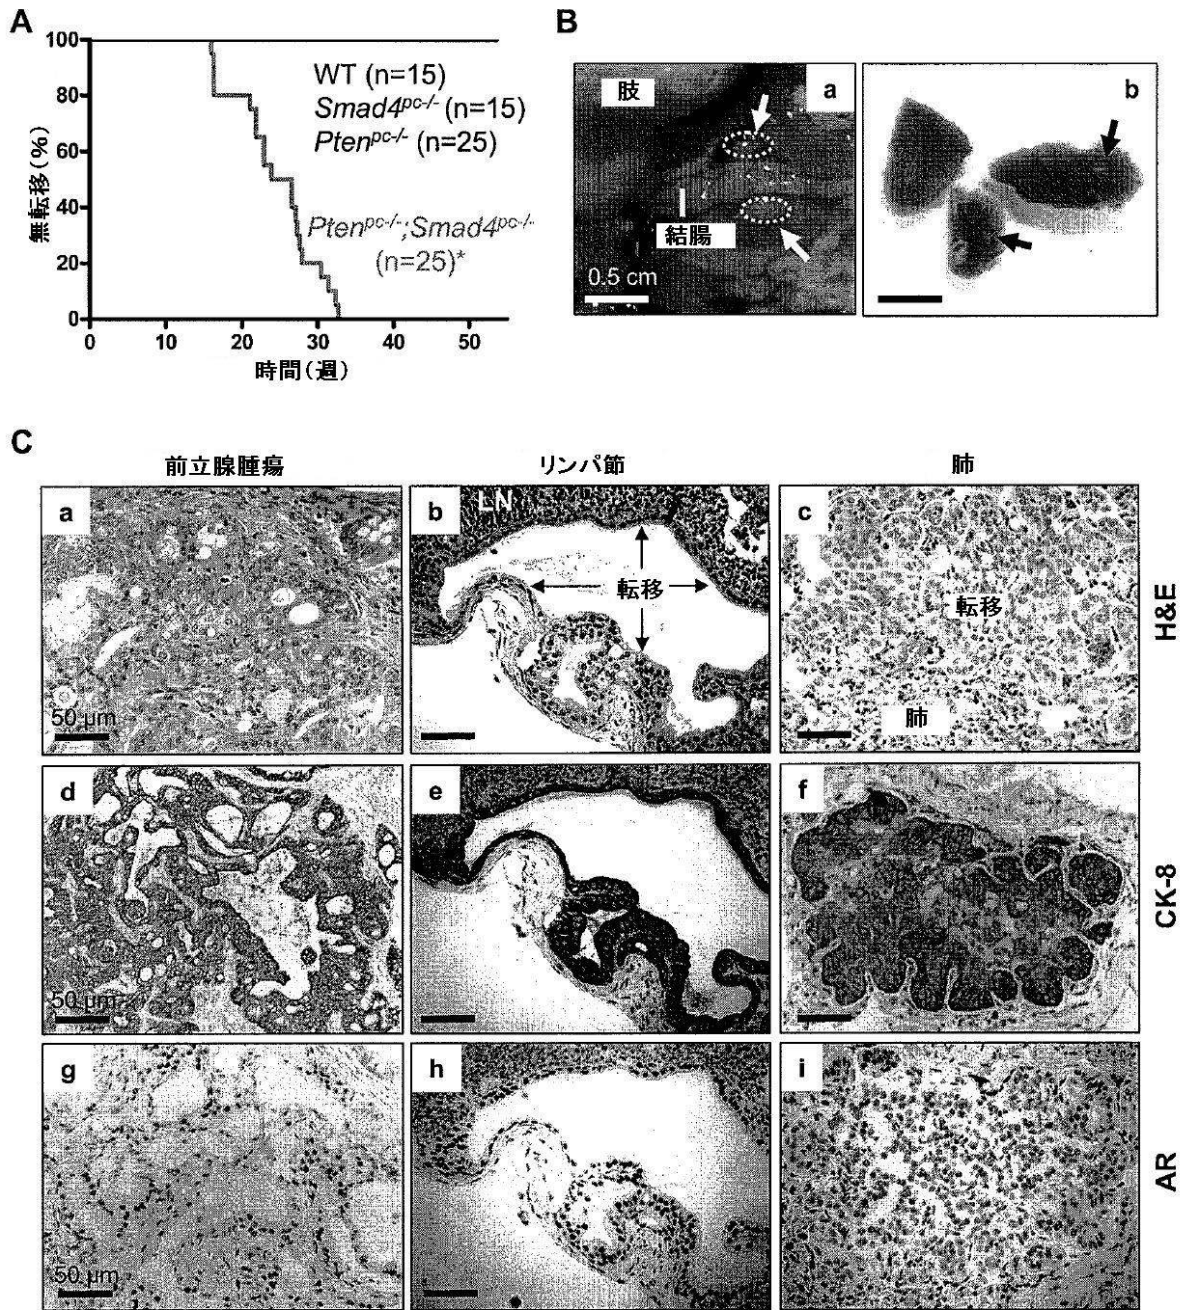 A
100
80
60
40
20
0
無転移(%)
WT (n=15)
Smad4pc-/- (n=15)
Ptenpc-/- (n=25)
Ptenpc-/-;Smad4pc-/-
(n=25)*
0 10 20 30 40 50
時間(週)
B
肢
a
結腸
0.5 cm
b
C
前立腺腫瘍
リンパ節
肺
a
50 µm
b
LN
転移
c
転移
肺
H&E
d
50 µm
e
f
CK-8
g
50 µm
h
i
AR